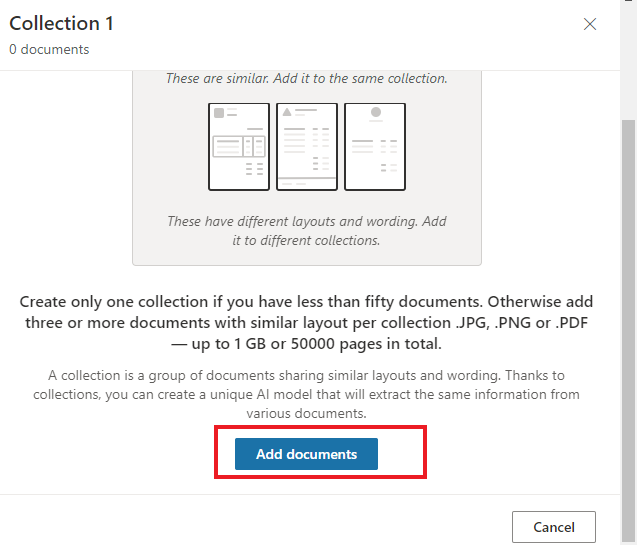 Collection 1
0 documents
These are similar. Add it to the same collection.
These have different layouts and wording. Add
it to different collections.
Create only one collection if you have less than fifty documents. Otherwise add
three or more documents with similar layout per collection .JPG, .PNG or .PDF
— up to 1 GB or 50000 pages in total.
A collection is a group of documents sharing similar layouts and wording. Thanks to
collections, you can create a unique AI model that will extract the same information from
various documents.
Add documents
Cancel